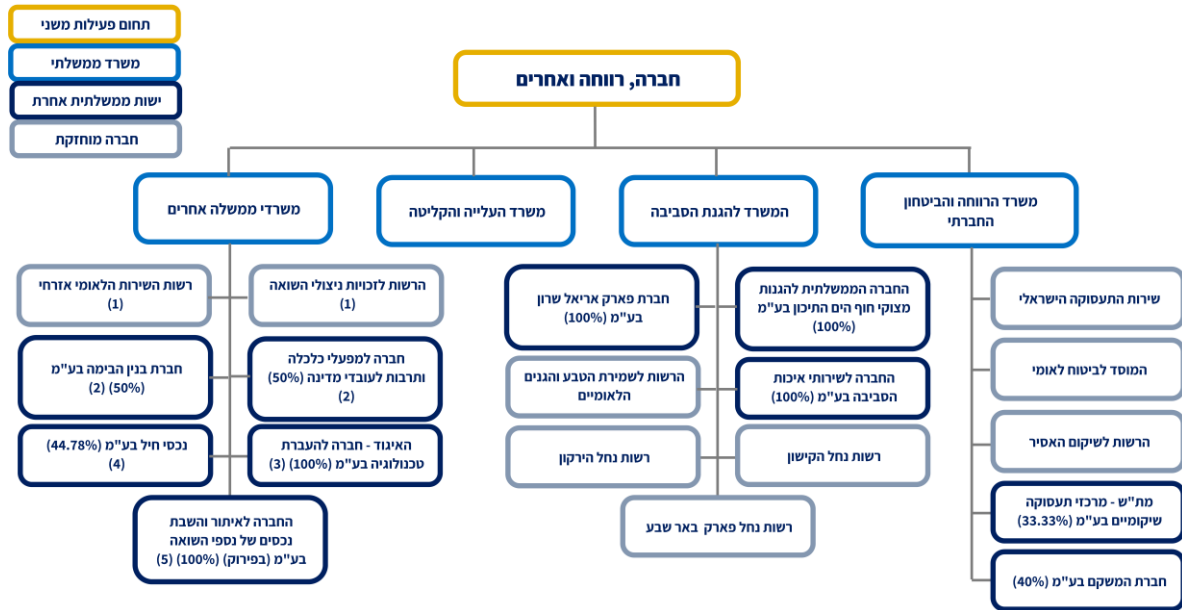 תחום פעילות משני
משרד ממשלתי
ישות ממשלתית אחרת
חברה מוחזקת
חברה, רווחה ואחרים
משרד הרווחה והביטחון
החברתי
שירות התעסוקה הישראלי
המוסד לביטוח לאומי
הרשות לשיקום האסיר
מת"ש - מרכזי תעסוקה
שיקומיים בע"מ (33.33%)
חברת המשקם בע"מ (40%)
המשרד להגנת הסביבה
החברה הממשלתית להגנות
מצוקי חוף הים התיכון בע"מ
(100%)
חברת פארק אריאל שרון
בע"מ (100%)
החברה לשירותי איכות
הסביבה בע"מ (100%)
הרשות לשמירת הטבע והגנים
הלאומיים
רשות נחל הקישון
רשות נחל הירקון
רשות נחל פארק באר שבע
משרד העלייה והקליטה
משרדי ממשלה אחרים
הרשות לזכויות ניצולי השואה
(1)
רשות השירות הלאומי אזרחי
(1)
חברה למפעלי כלכלה
ותרבות לעובדי מדינה (50%)
(2)
חברת בנין הבימה בע"מ
(50%) (2)
האיגוד - חברה להעברת
טכנולוגיה בע"מ (100%) (3)
נכסי חיל בע"מ (44.78%)
(4)
החברה לאיתור והשבת
נכסים של נספי השואה
בע"מ (בפירוק) (100%) (5)